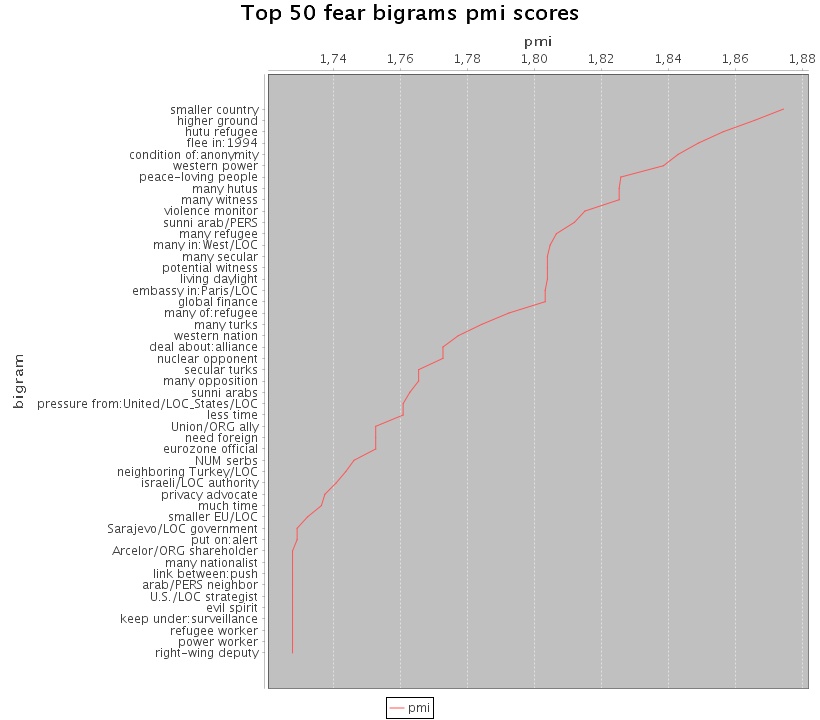 Top 50 fear bigrams pmi scores
pmi
1,74 1,76 1,78 1,80 1,82 1,84 1,86 1,88
bigram
smaller country
higher ground
hutu refugee
flee in:1994
condition of:anonymity
western power
peace-loving people
many hutus
many witness
violence monitor
sunni arab/PERS
many refugee
many in:West/LOC
many secular
potential witness
living daylight
embassy in:Paris/LOC
global finance
many of:refugee
many turks
western nation
deal about:alliance
nuclear opponent
secular turks
many opposition
sunni arabs
pressure from:United/LOC_States/LOC
less time
Union/ORG ally
need foreign
eurozone official
NUM serbs
neighboring Turkey/LOC
israeli/LOC authority
privacy advocate
much time
smaller EU/LOC
Sarajevo/LOC government
put on:alert
Arcelor/ORG shareholder
many nationalist
link between:push
arab/PERS neighbor
U.S./LOC strategist
evil spirit
keep under:surveillance
refugee worker
power worker
right-wing deputy
pmi